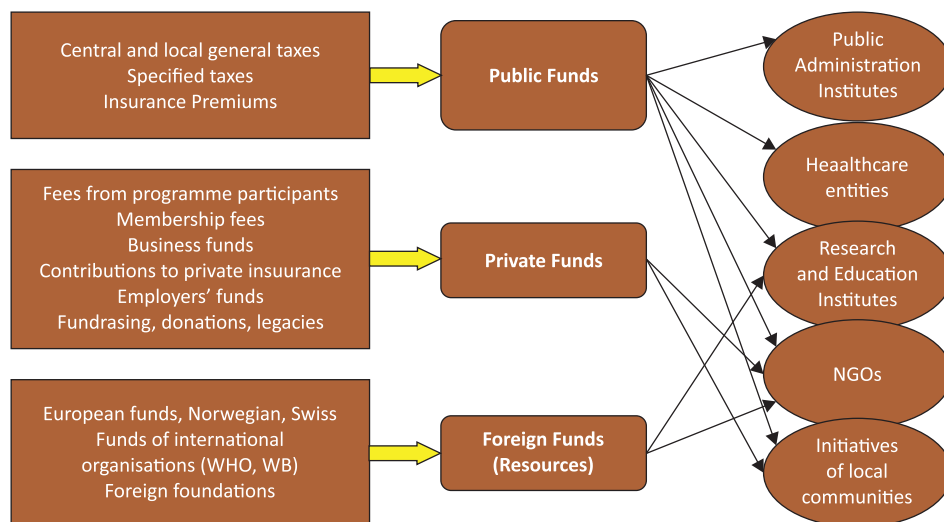 Central and local general taxes
Specified taxes
Insurance Premiums
Public Funds
Public
Administration
Institutes
Heaalthcare
entities
Fees from programme participants
Membership fees
Business funds
Contributions to private insuurance
Employers’ funds
Fundrasing, donations, legacies
Private Funds
Research
and Education
Institutes
NGOs
European funds, Norwegian, Swiss
Funds of international
organisations (WHO, WB)
Foreign foundations
Foreign Funds
(Resources)
Initiatives
of local
communities